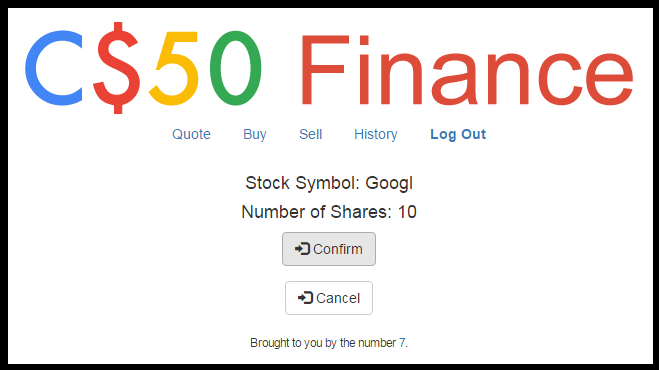 C$50 Finance
Quote Buy Sell History Log Out
Stock Symbol: Googl
Number of Shares: 10
Confirm
Cancel
Brought to you by the number 7.